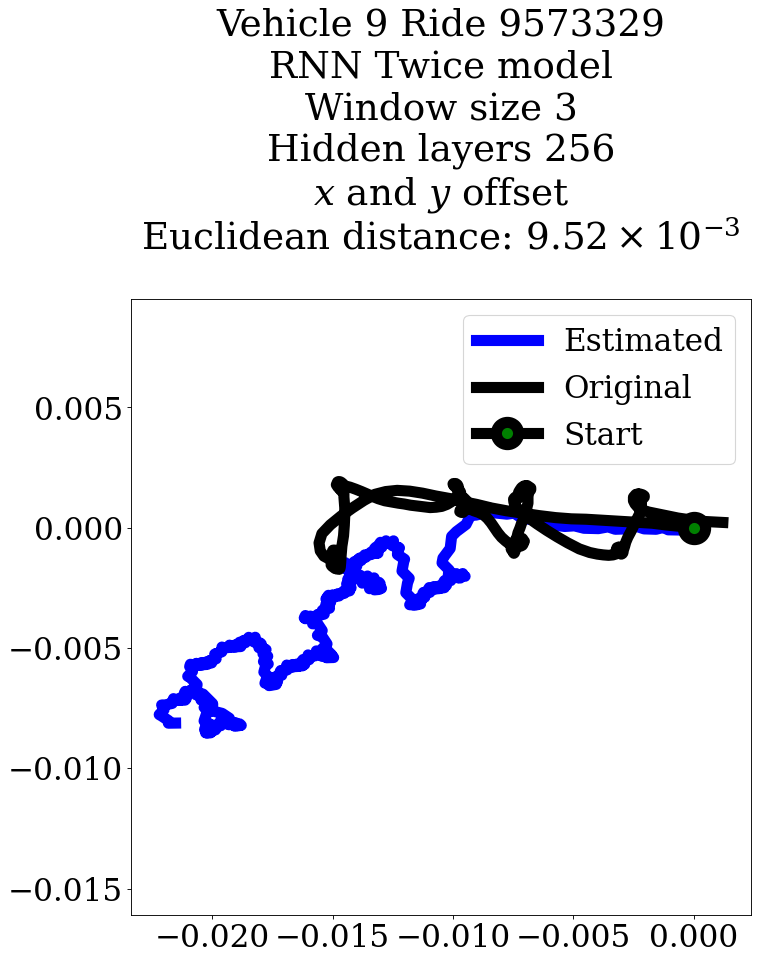 Vehicle 9 Ride 9573329
RNN Twice model
Window size 3
Hidden layers 256
x and y offset
Euclidean distance: 9.52 × 10⁻³
Estimated
Original
Start
0.005
0.000
−0.005
−0.010
−0.015
−0.020 −0.015 −0.010 −0.005 0.000